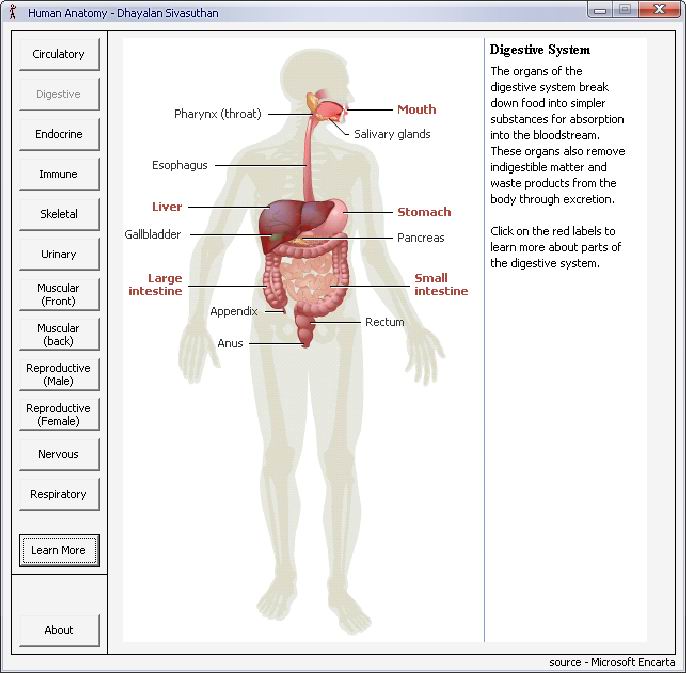 Human Anatomy - Dhayalan Sivasuthan
Circulatory
Digestive
Endocrine
Immune
Skeletal
Urinary
Muscular
(Front)
Muscular
(back)
Reproductive
(Male)
Reproductive
(Female)
Nervous
Respiratory
Learn More
About
Pharynx (throat)
Mouth
Salivary glands
Esophagus
Liver
Stomach
Gallbladder
Pancreas
Large
intestine
Small
intestine
Appendix
Rectum
Anus
Digestive System
The organs of the
digestive system break
down food into simpler
substances for absorption
into the bloodstream.
These organs also remove
indigestible matter and
waste products from the
body through excretion.
Click on the red labels to
learn more about parts of
the digestive system.
source - Microsoft Encarta